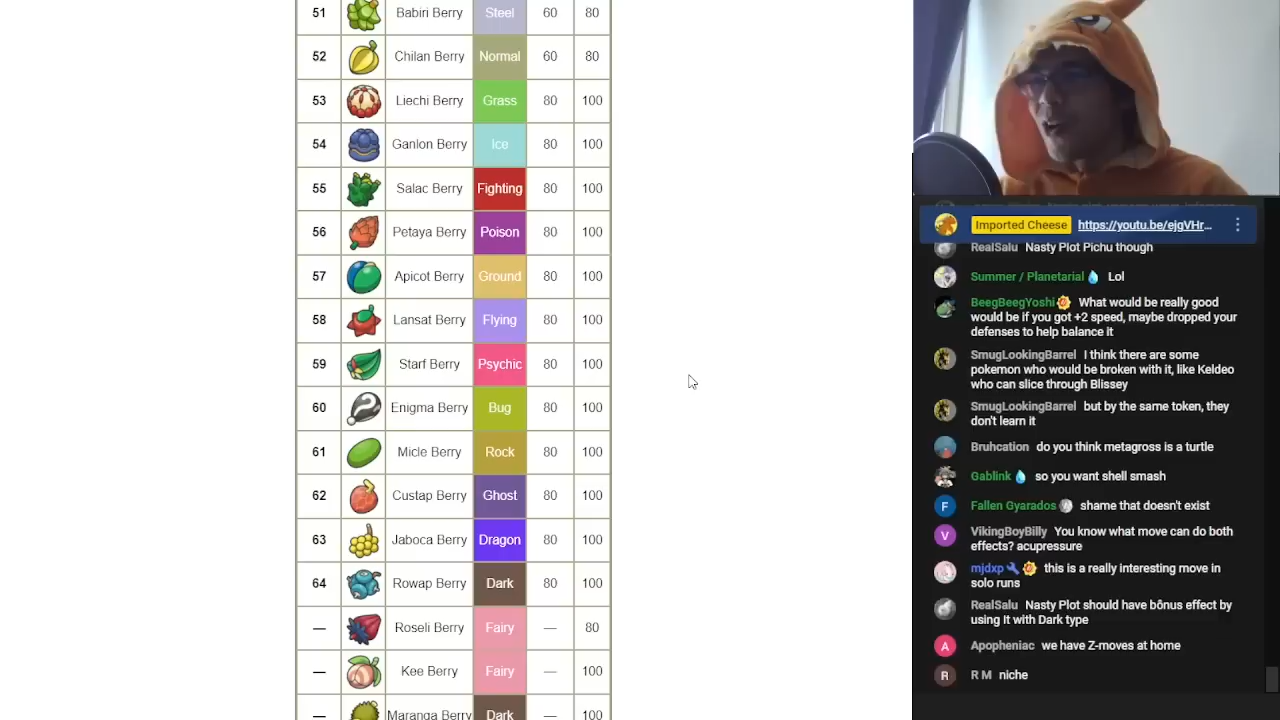 51 Babiri Berry Steel 60 80
52 Chilan Berry Normal 60 80
53 Liechi Berry Grass 80 100
54 Ganlon Berry Ice 80 100
55 Salac Berry Fighting 80 100
56 Petaya Berry Poison 80 100
57 Apicot Berry Ground 80 100
58 Lansat Berry Flying 80 100
59 Starf Berry Psychic 80 100
60 Enigma Berry Bug 80 100
61 Micle Berry Rock 80 100
62 Custap Berry Ghost 80 100
63 Jaboca Berry Dragon 80 100
64 Rowap Berry Dark 80 100
— Roseli Berry Fairy — 80
— Kee Berry Fairy — 100
— Maranga Berry Dark — 100
Imported Cheese https://youtu.be/ejgVHr...
RealSalu Nasty Plot Pichu though
Summer / Planetarial Lol
BeegBeegYoshi What would be really good
would be if you got +2 speed, maybe dropped your
defenses to help balance it
SmugLookingBarrel I think there are some
pokemon who would be broken with it, like Keldeo
who can slice through Blissey
SmugLookingBarrel but by the same token, they
don't learn it
Bruhcation do you think metagross is a turtle
Gablink so you want shell smash
F Fallen Gyarados shame that doesn't exist
V VikingBoyBilly You know what move can do both
effects? acupressure
mjdxp this is a really interesting move in
solo runs
RealSalu Nasty Plot should have bônus effect by
using It with Dark type
A Apopheniac we have Z-moves at home
R R M niche